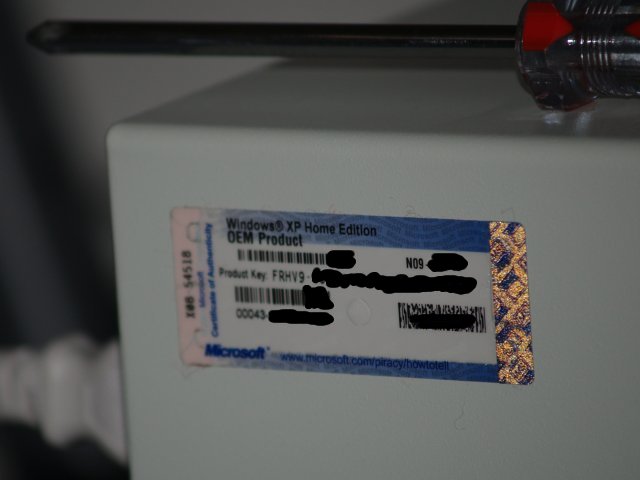 Windows® XP Home Edition
OEM Product
N09-
Product Key: FRHV9-
00043-
Microsoft®
www.microsoft.com/piracy/howtotell
X08-54518
Microsoft
Certificate of Authenticity